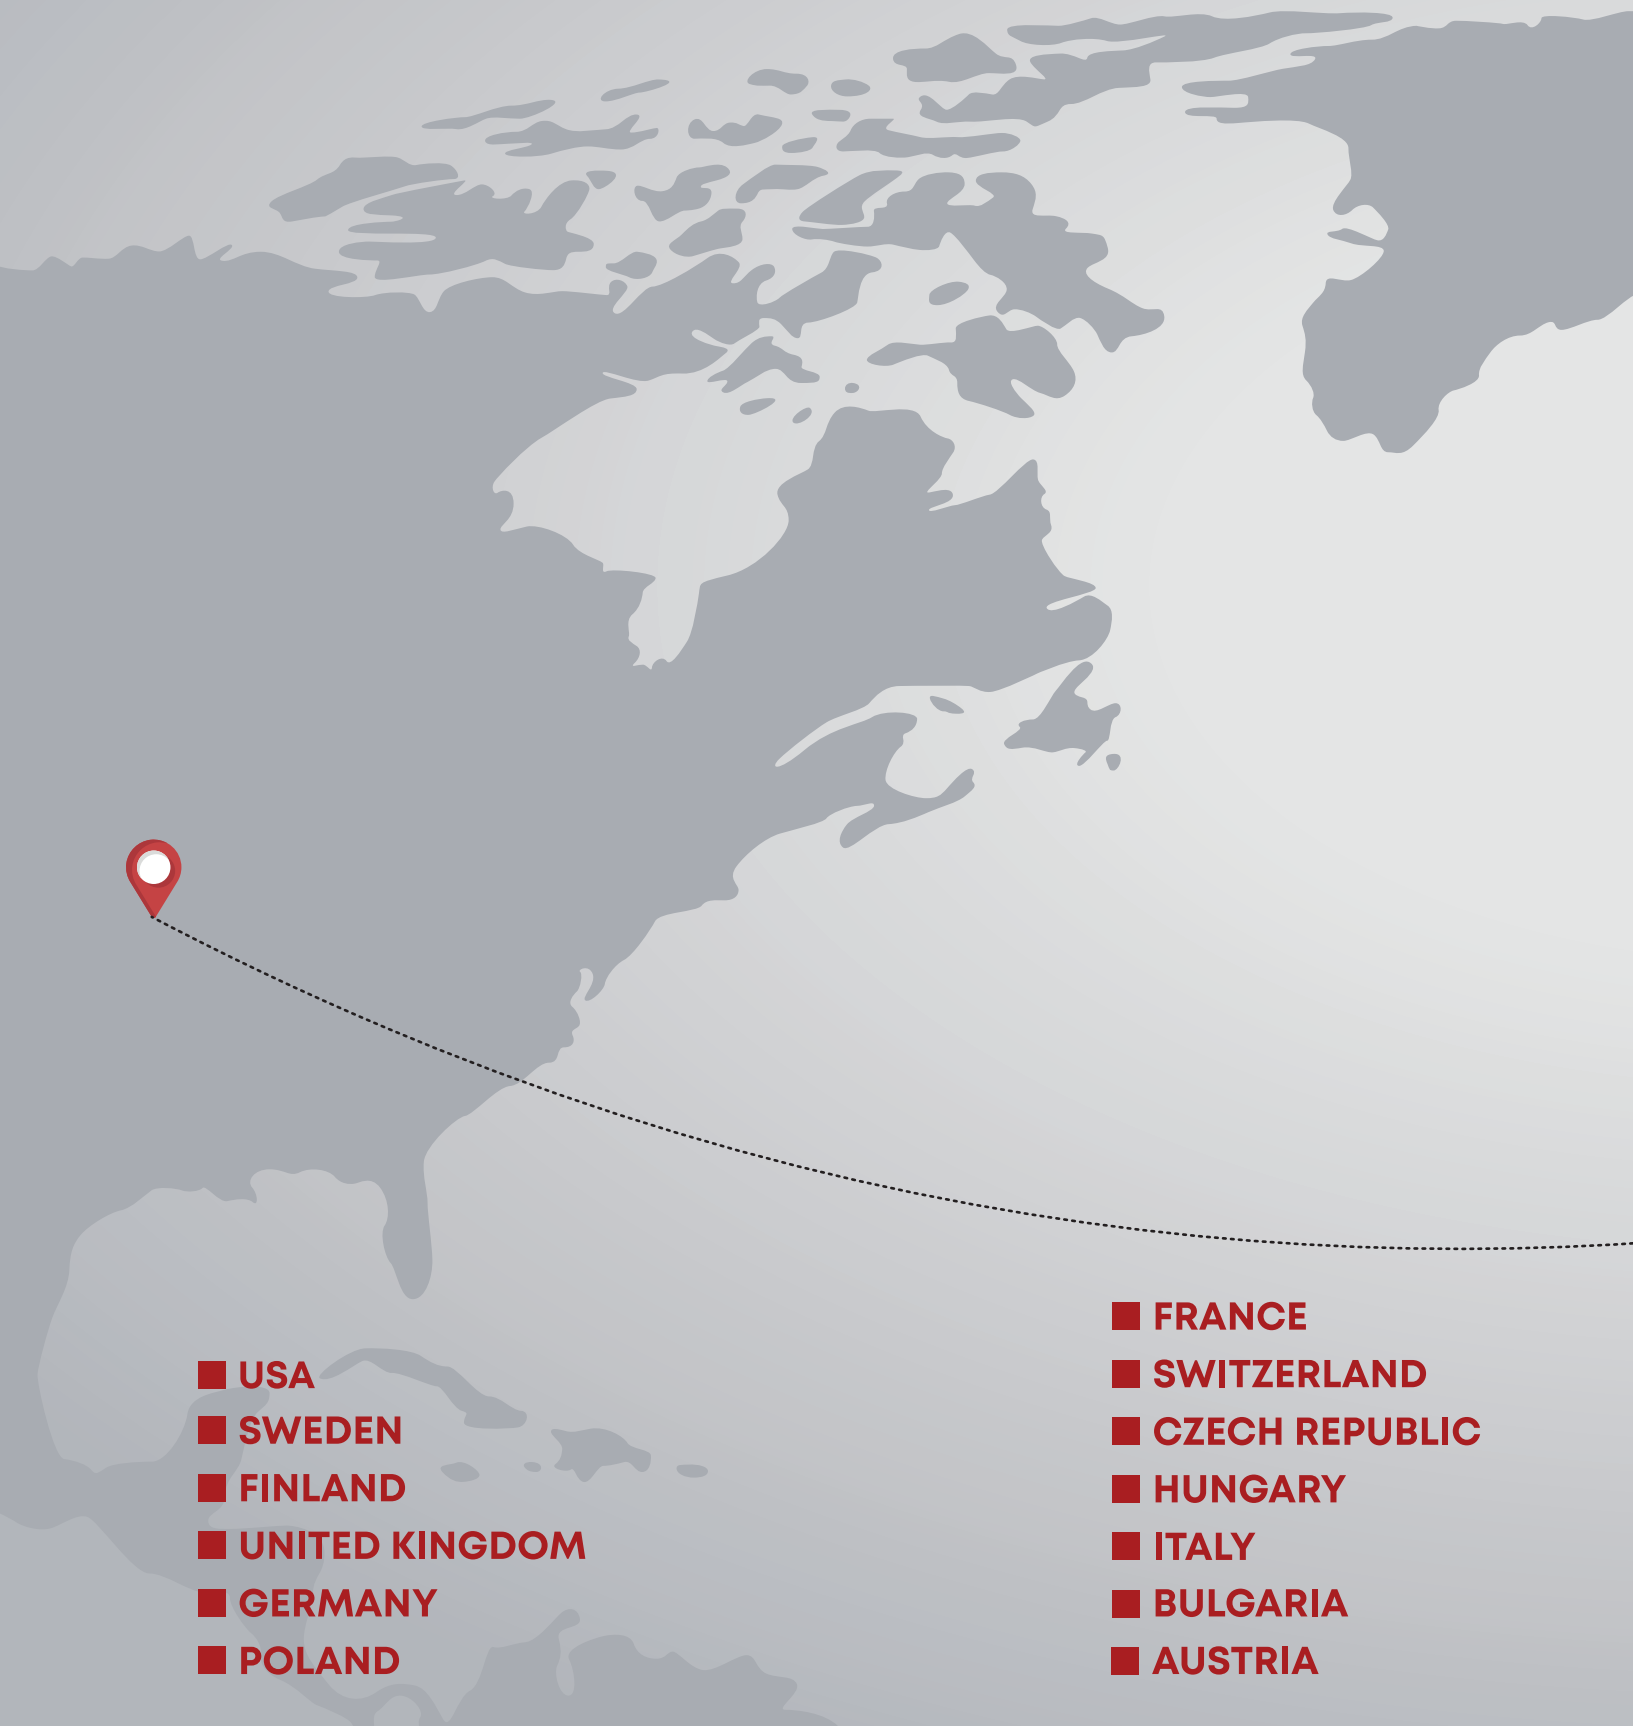 USA
SWEDEN
FINLAND
UNITED KINGDOM
GERMANY
POLAND
FRANCE
SWITZERLAND
CZECH REPUBLIC
HUNGARY
ITALY
BULGARIA
AUSTRIA